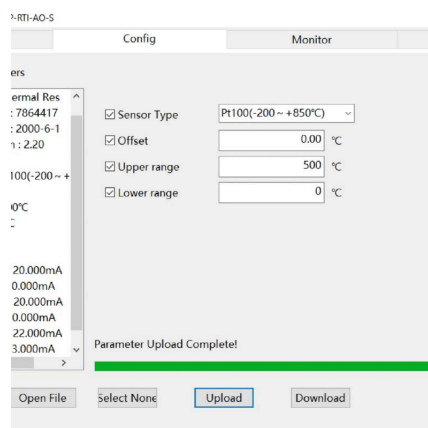 P-RTI-AO-S
Config
Monitor
ers
ermal Res
: 7864417
: 2000-6-1
n : 2.20
100(-200 ~ +
00℃
C
20.000mA
0.000mA
20.000mA
0.000mA
22.000mA
3.000mA
Sensor Type
Pt100(-200 ~ +850℃)
Offset
0.00 ℃
Upper range
500 ℃
Lower range
0 ℃
Parameter Upload Complete!
Open File
Select None
Upload
Download